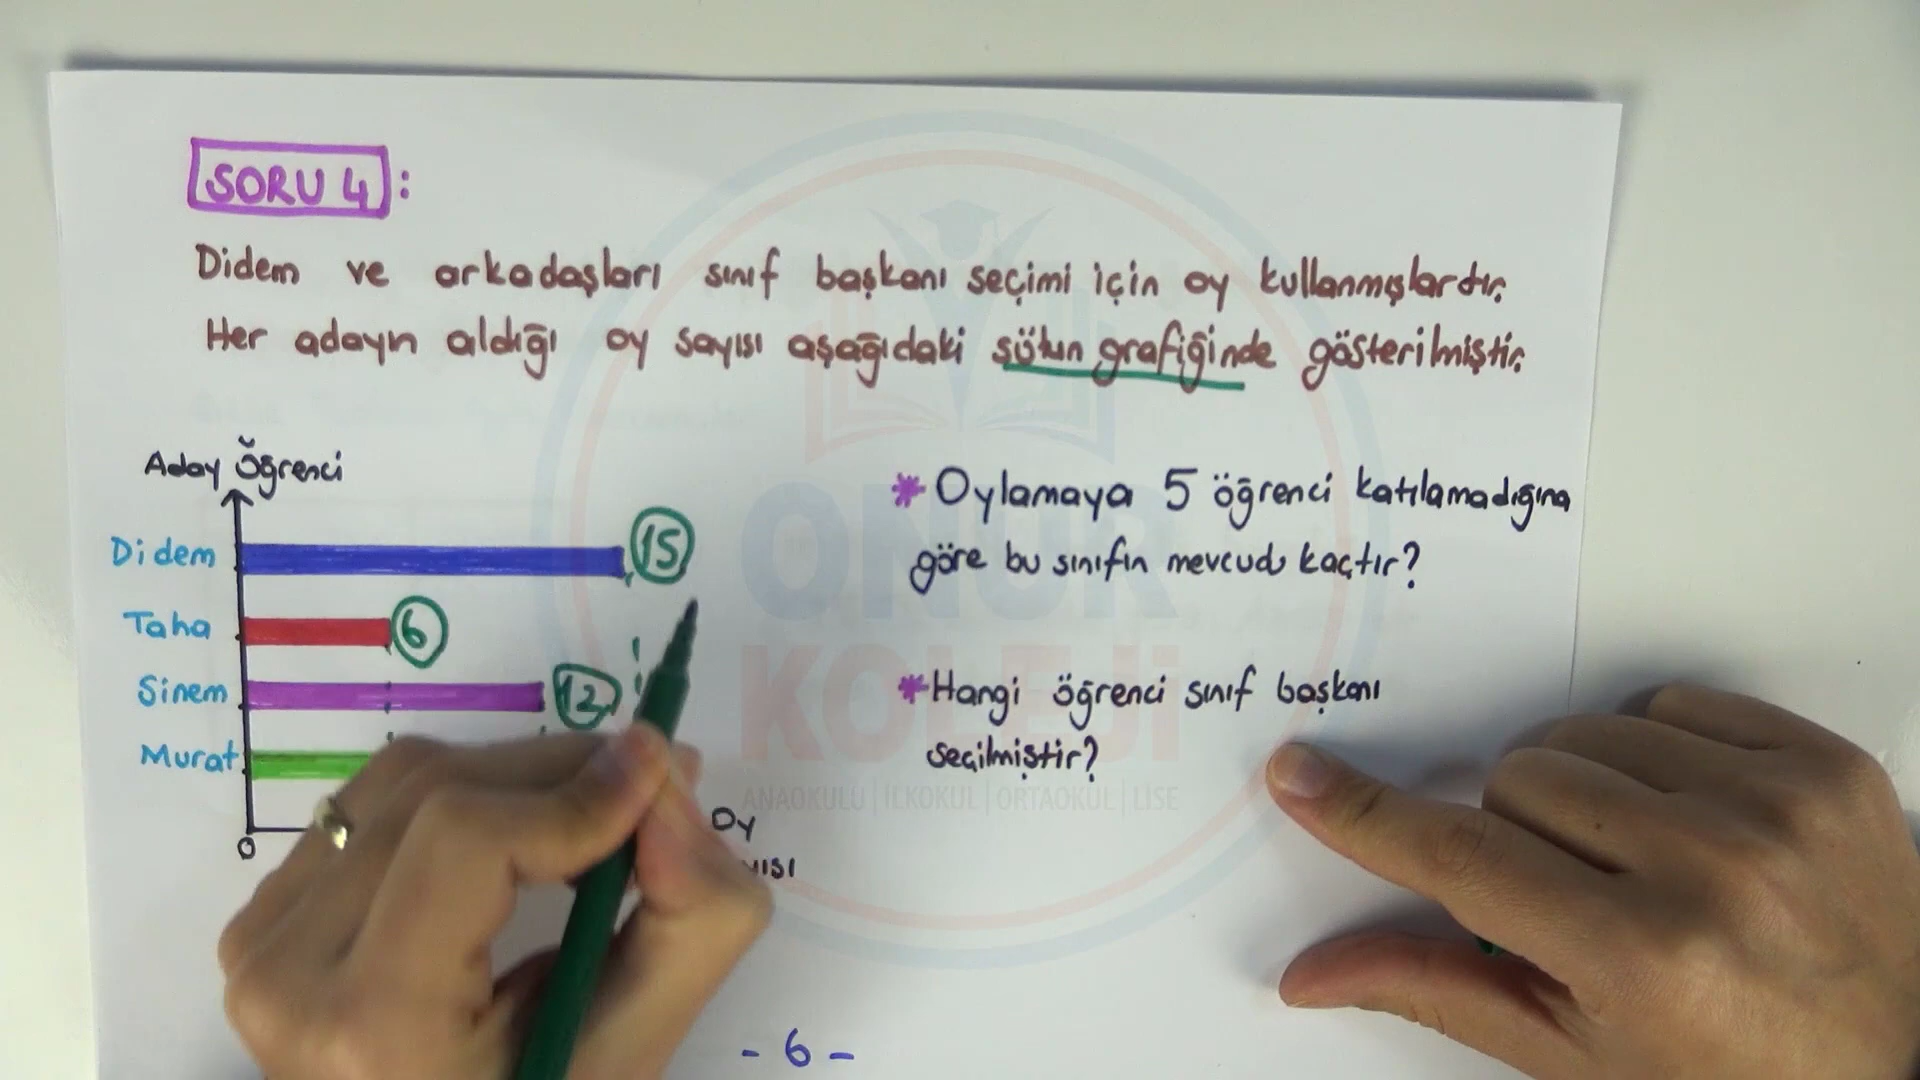 SORU 4 :
Didem ve arkadaşları sınıf başkanı seçimi için oy kullanmışlardır.
Her adayın aldığı oy sayısı aşağıdaki sütun grafiğinde gösterilmiştir.
Aday Öğrenci
Didem 15
Taha 6
Sinem 12
Murat
0
Oy
* Oylamaya 5 öğrenci katılamadığına
göre bu sınıfın mevcudu kaçtır?
* Hangi öğrenci sınıf başkanı
seçilmiştir?
ONUR
KOLEJİ
ANAOKULU | İLKOKUL | ORTAOKUL | LİSE
- 6 -